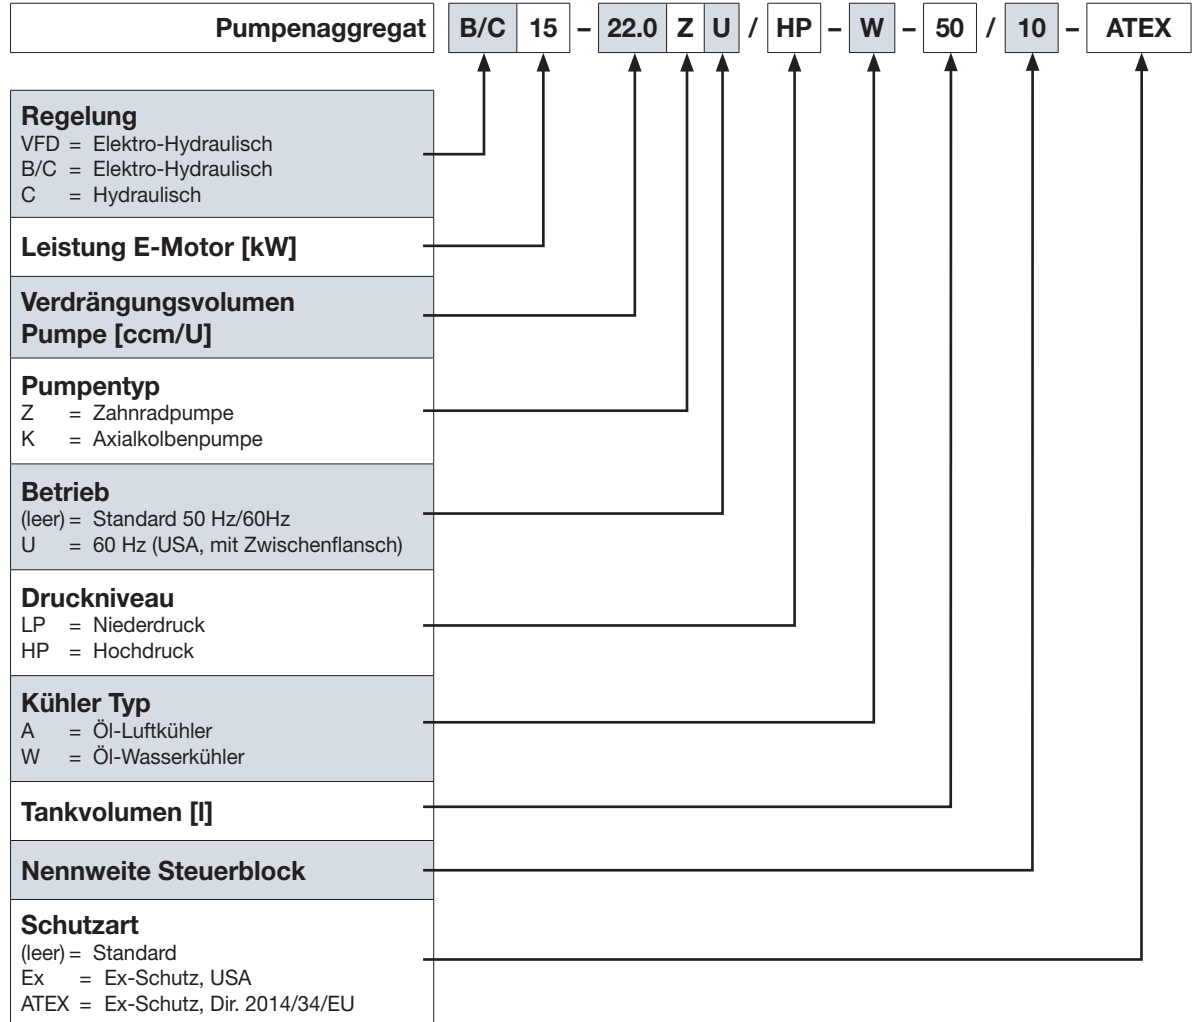 Pumpenaggregat B/C 15 – 22.0 Z U / HP – W – 50 / 10 – ATEX
Regelung
VFD = Elektro-Hydraulisch
B/C = Elektro-Hydraulisch
C = Hydraulisch
Leistung E-Motor [kW]
Verdrängungsvolumen
Pumpe [ccm/U]
Pumpentyp
Z = Zahnradpumpe
K = Axialkolbenpumpe
Betrieb
(leer) = Standard 50 Hz/60Hz
U = 60 Hz (USA, mit Zwischenflansch)
Druckniveau
LP = Niederdruck
HP = Hochdruck
Kühler Typ
A = Öl-Luftkühler
W = Öl-Wasserkühler
Tankvolumen [l]
Nennweite Steuerblock
Schutzart
(leer) = Standard
Ex = Ex-Schutz, USA
ATEX = Ex-Schutz, Dir. 2014/34/EU